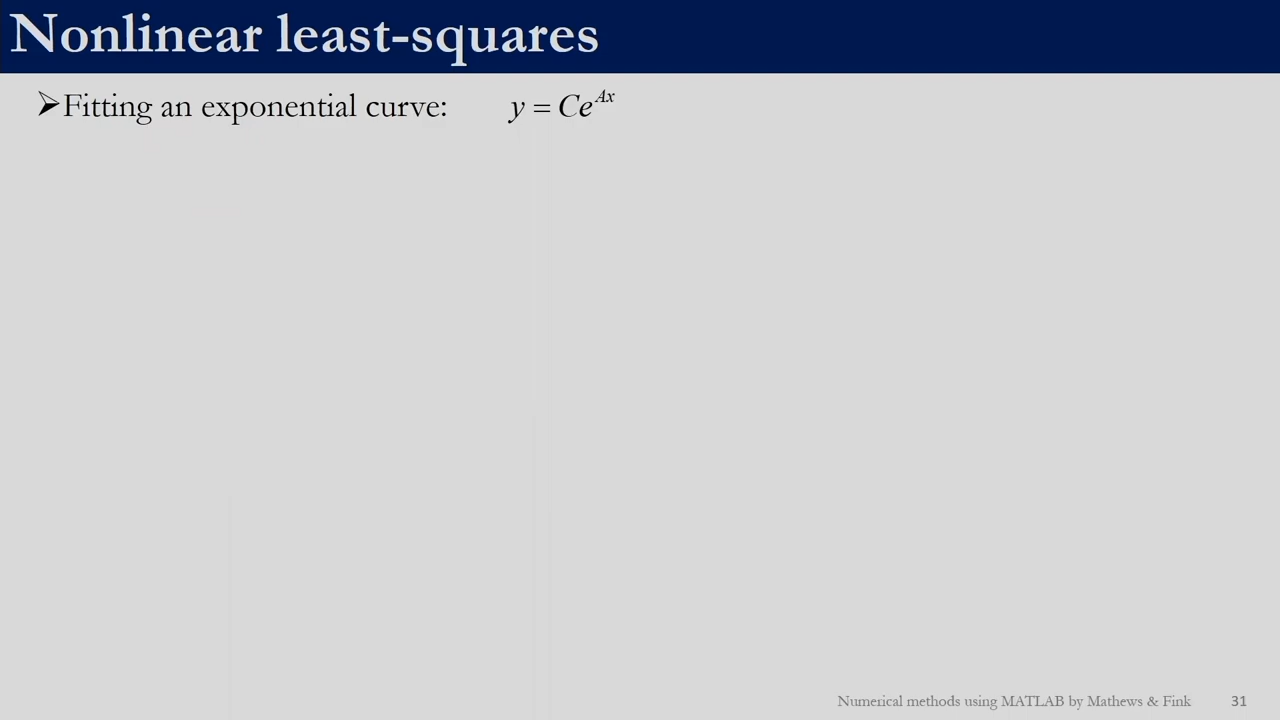 Nonlinear least-squares
➢Fitting an exponential curve: y = Ce^{Ax}
Numerical methods using MATLAB by Mathews & Fink 31